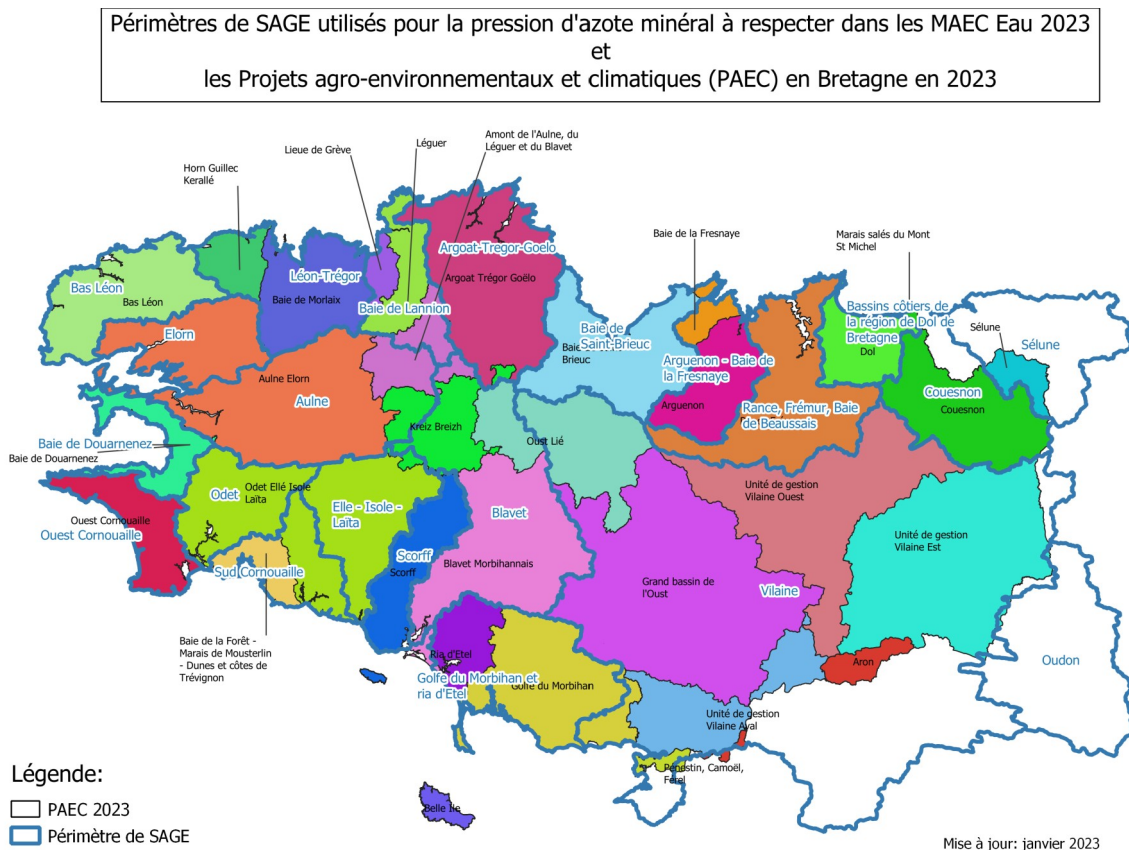 Périmètres de SAGE utilisés pour la pression d'azote minéral à respecter dans les MAEC Eau 2023
et
les Projets agro-environnementaux et climatiques (PAEC) en Bretagne en 2023
Amont de l'Aulne, du
Léguer et du Blavet
Léguer
Lieue de Grève
Horn Guillec
Kerallé
Marais salés du Mont
St Michel
Baie de la Fresnaye
Argoat-Tregor-Goelo
Argoat Trégor Goëlo
Léon-Trégor
Baie de Morlaix
Bas Léon
Bas Léon
Baie de Lannion
Bassins côtiers de
la région de Dol de
Bretagne
Dol
Sélune
Sélune
Elorn
Baie de
Saint-Brieuc
Baie
Brieuc
Arguenon - Baie de
la Fresnaye
Aulne Elorn
Aulne
Arguenon
Rance, Frémur, Baie
de Beaussais
Couesnon
Couesnon
Kreiz Breizh
Oust Lié
Baie de Douarnenez
Baie de Douarnenez
Odet
Odet Ellé Isole
Laïta
Elle - Isole -
Laïta
Unité de gestion
Vilaine Ouest
Ouest Cornouaille
Ouest Cornouaille
Blavet
Unité de gestion
Vilaine Est
Scorff
Scorff
Blavet Morbihannais
Sud Cornouaille
Grand bassin de
l'Oust
Vilaine
Baie de la Forêt -
Marais de Mousterlin
- Dunes et côtes de
Trévignon
Ria d'Etel
Golfe du Morbihan et
ria d'Etel
Golfe du Morbihan
Aron
Oudon
Unité de gestion
Vilaine Aval
Pénestin, Camoël,
Férel
Belle Ile
Légende:
PAEC 2023
Périmètre de SAGE
Mise à jour: janvier 2023